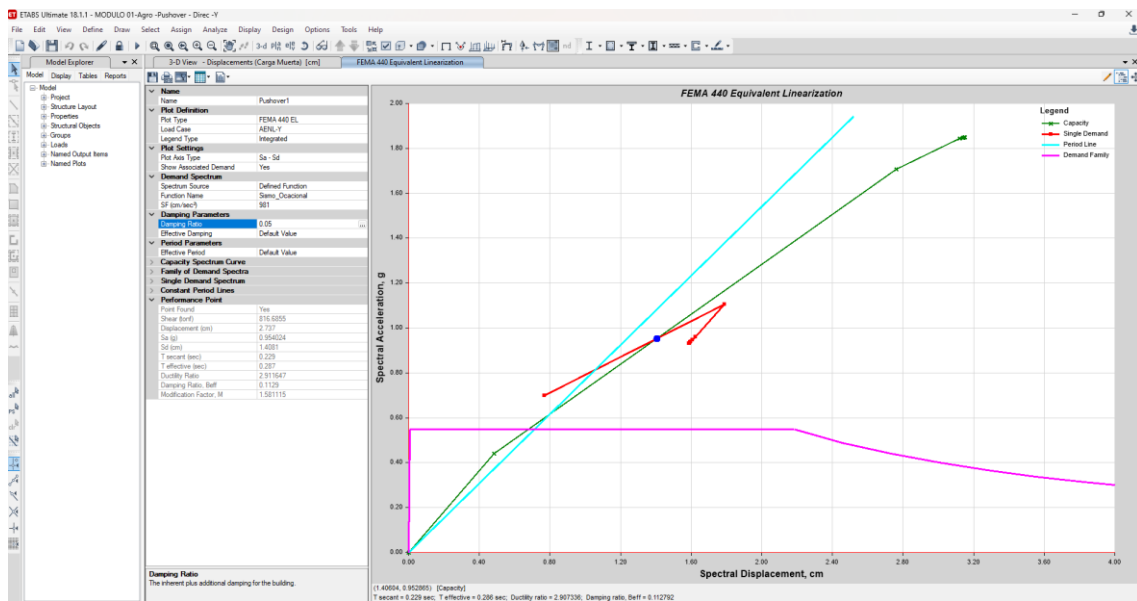 ETABS Ultimate 18.1.1 - MODULO 01-Agro -Pushover - Direc -Y
File Edit View Define Draw Select Assign Analyze Display Design Options Tools Help
3-d
nd
Model Explorer
3-D View - Displacements (Carga Muerta) [cm]
FEMA 440 Equivalent Linearization
Model Display Tables Reports
Model
Project
Structure Layout
Properties
Structural Objects
Groups
Loads
Named Output Items
Named Plots
Name
Name Pushover1
Plot Definition
Plot Type FEMA 440 EL
Load Case AENL-Y
Legend Type Integrated
Plot Settings
Plot Axis Type Sa - Sd
Show Associated Demand Yes
Demand Spectrum
Spectrum Source Defined Function
Function Name Sismo_Ocacional
SF (cm/sec²) 981
Damping Parameters
Damping Ratio 0.05 ...
Effective Damping Default Value
Period Parameters
Effective Period Default Value
Capacity Spectrum Curve
Family of Demand Spectra
Single Demand Spectrum
Constant Period Lines
Performance Point
Point Found Yes
Shear (tonf) 816.6855
Displacement (cm) 2.737
Sa (g) 0.954024
Sd (cm) 1.4081
T secant (sec) 0.229
T effective (sec) 0.287
Ductility Ratio 2.911647
Damping Ratio, Beff 0.1129
Modification Factor, M 1.581115
Damping Ratio
The inherent plus additional damping for the building.
FEMA 440 Equivalent Linearization
Legend
Capacity
Single Demand
Period Line
Demand Family
Spectral Acceleration, g
2.00
1.80
1.60
1.40
1.20
1.00
0.80
0.60
0.40
0.20
0.00
0.00 0.40 0.80 1.20 1.60 2.00 2.40 2.80 3.20 3.60 4.00
Spectral Displacement, cm
(1.40604, 0.952865) [Capacity]
T secant = 0.229 sec; T effective = 0.286 sec; Ductility ratio = 2.907336; Damping ratio, Beff = 0.112792